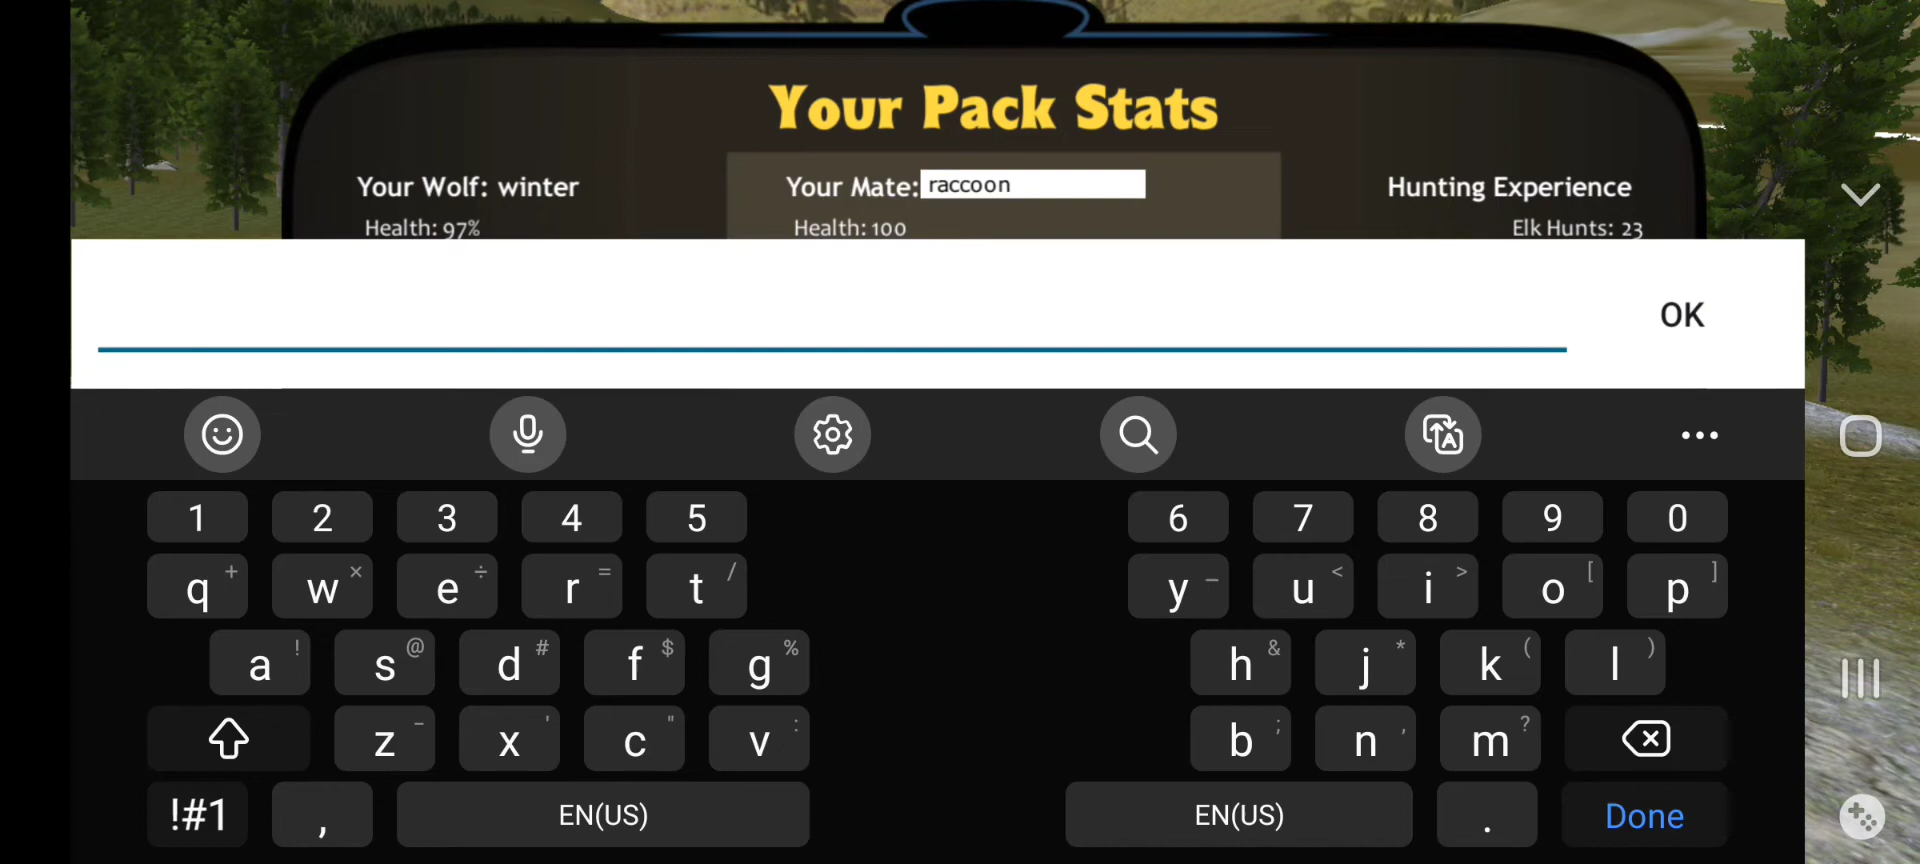 Your Pack Stats
Your Wolf: winter
Your Mate: raccoon
Hunting Experience
Health: 97%
Health: 100
Elk Hunts: 23
OK
1 2 3 4 5 6 7 8 9 0
q + w × e ÷ r = t / y – u < i > o [ p ]
a ! s @ d # f $ g % h & j * k ( l )
z - x ' c " v : b ; n , m ?
!#1 , EN(US) EN(US) . Done